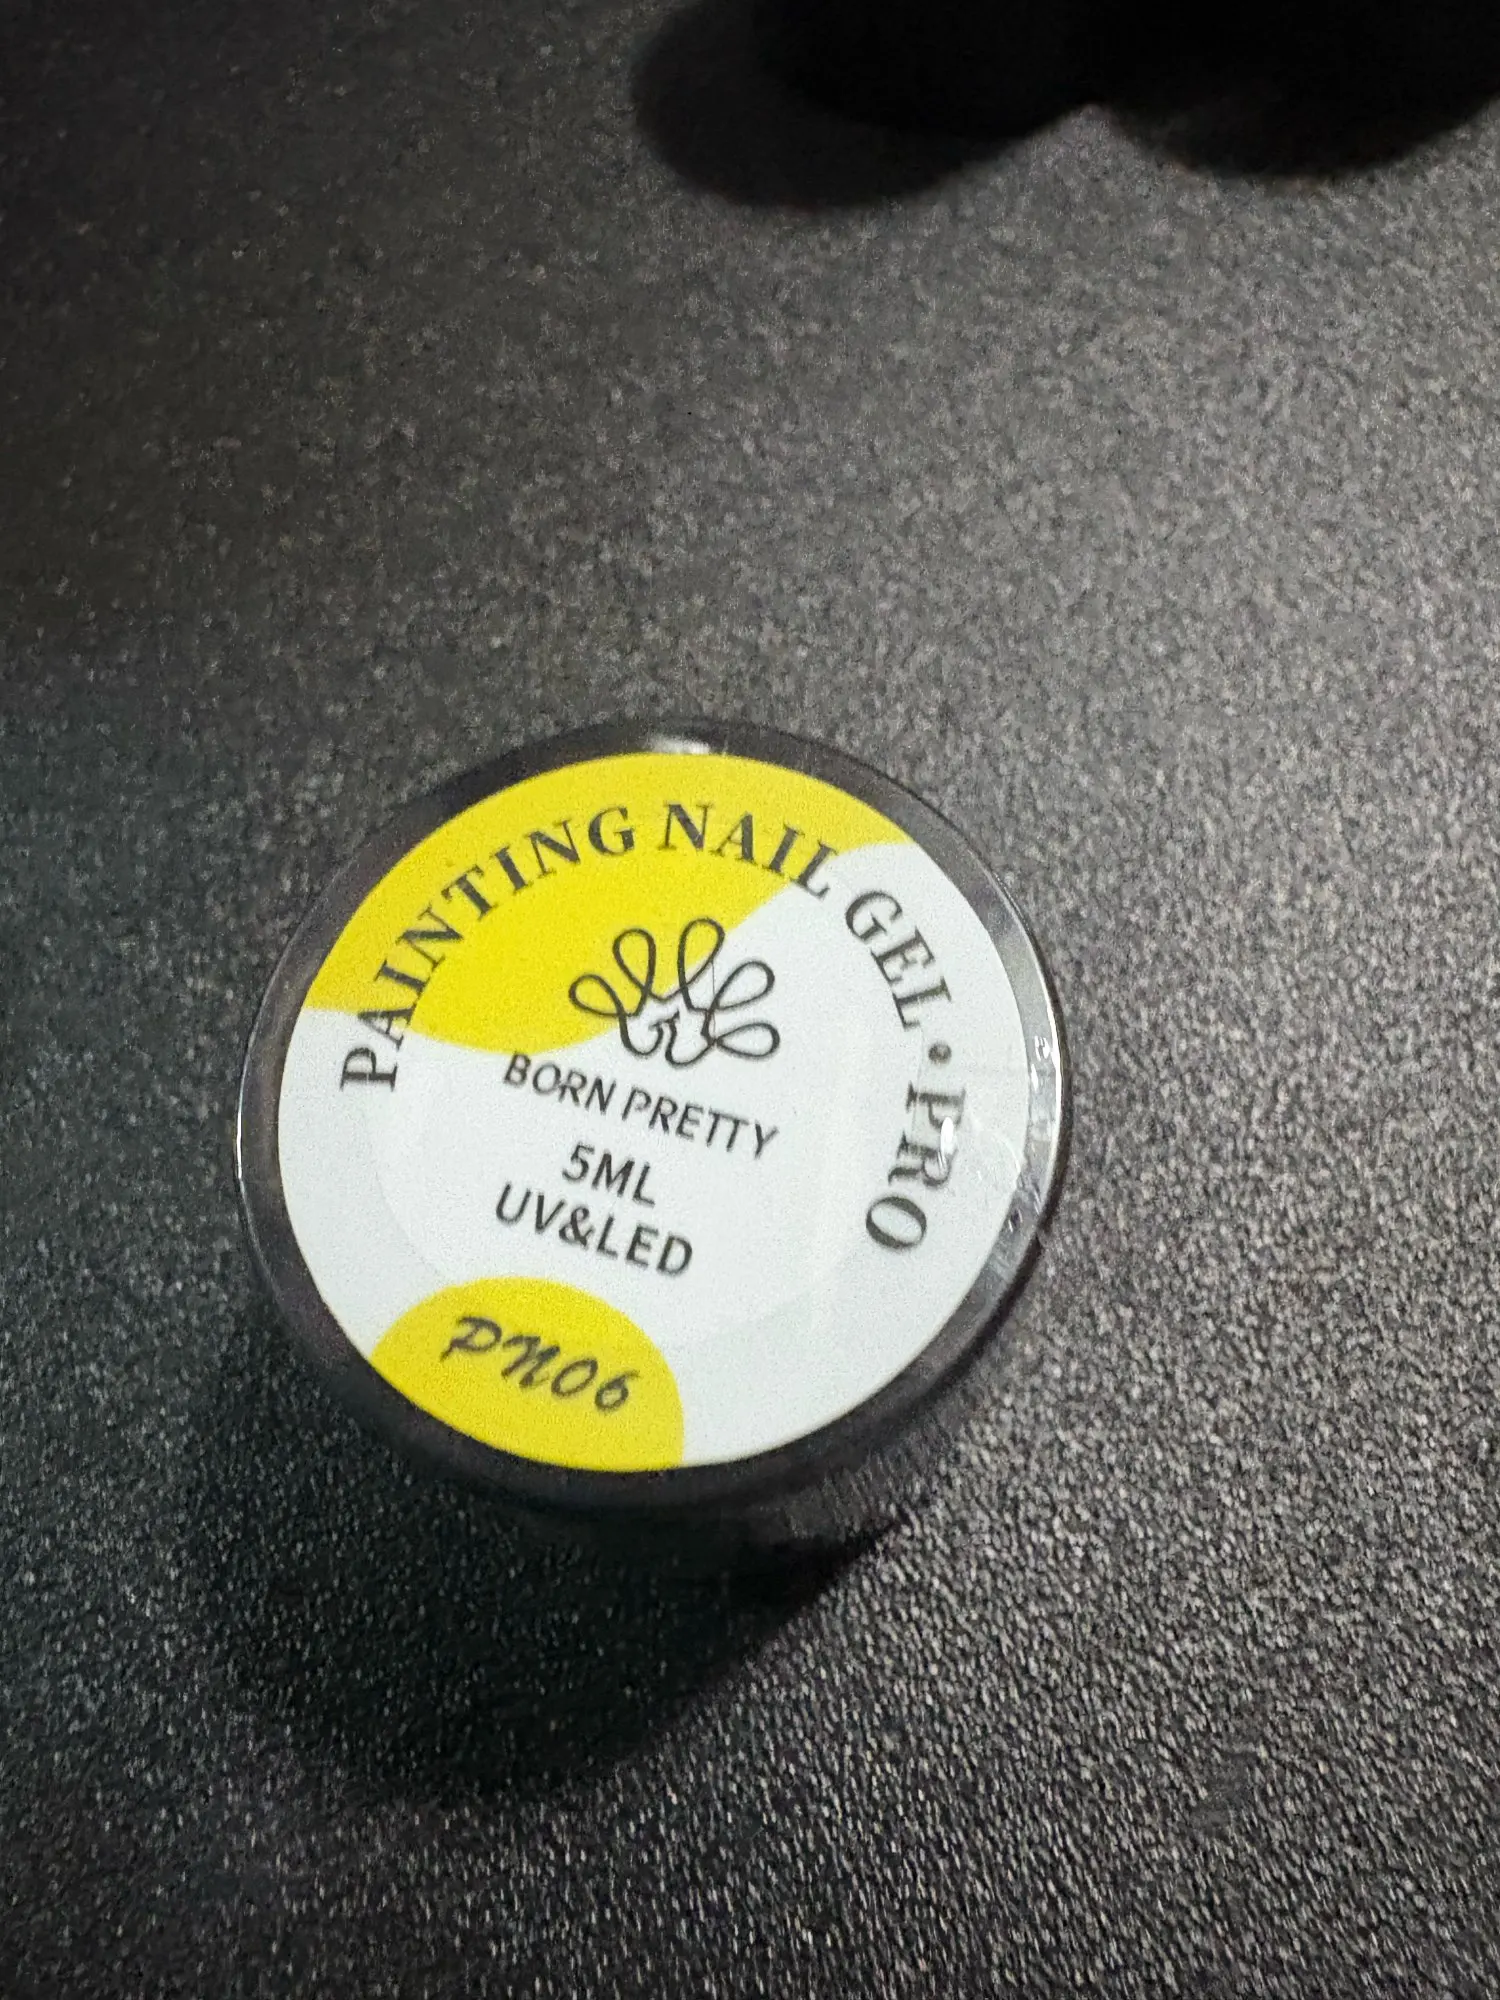 PAINTING NAIL GEL • PRO
BORN PRETTY
5ML
UV&LED
PN06